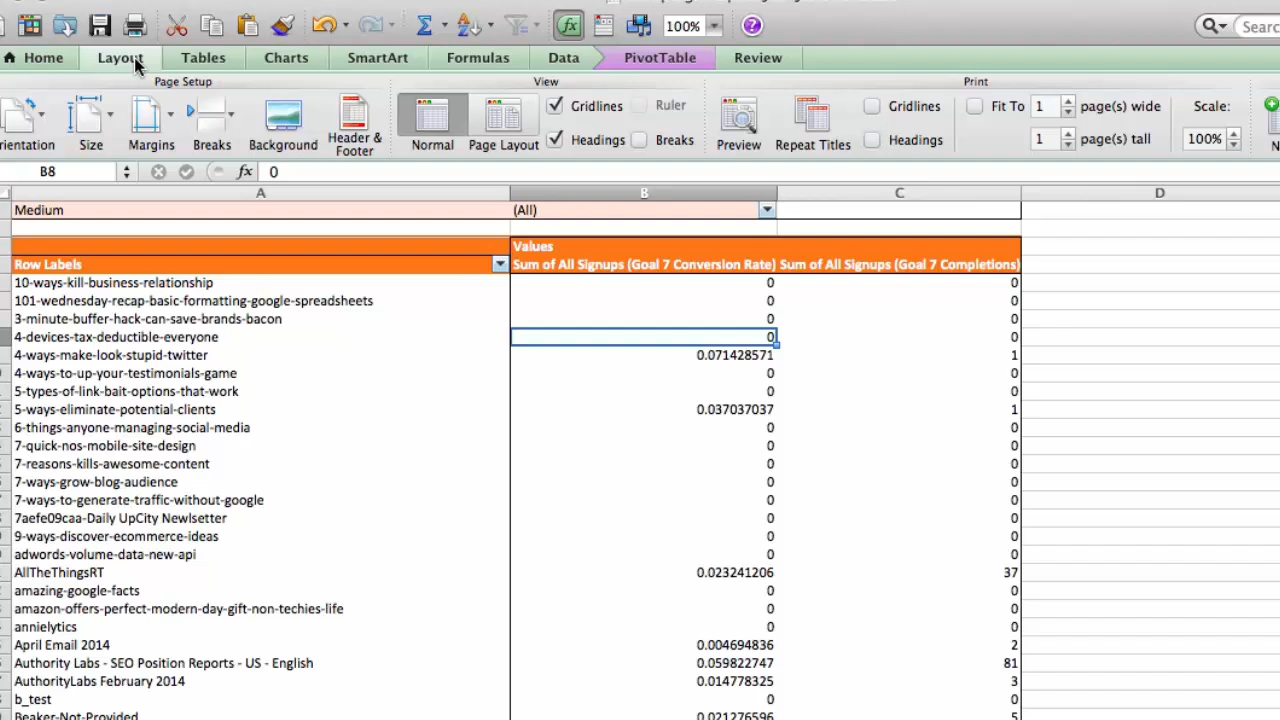 100%
Searc
Home Layout Tables Charts SmartArt Formulas Data PivotTable Review
Page Setup View Print
Gridlines Ruler Gridlines Fit To 1 page(s) wide Scale:
rientation Size Margins Breaks Background Header & Footer Normal Page Layout Headings Breaks Preview Repeat Titles Headings 1 page(s) tall 100% N
B8 fx 0
A B C D
Medium (All)
Values
Row Labels Sum of All Signups (Goal 7 Conversion Rate) Sum of All Signups (Goal 7 Completions)
10-ways-kill-business-relationship 0 0
101-wednesday-recap-basic-formatting-google-spreadsheets 0 0
3-minute-buffer-hack-can-save-brands-bacon 0 0
4-devices-tax-deductible-everyone 0 0
4-ways-make-look-stupid-twitter 0.071428571 1
4-ways-to-up-your-testimonials-game 0 0
5-types-of-link-bait-options-that-work 0 0
5-ways-eliminate-potential-clients 0.037037037 1
6-things-anyone-managing-social-media 0 0
7-quick-nos-mobile-site-design 0 0
7-reasons-kills-awesome-content 0 0
7-ways-grow-blog-audience 0 0
7-ways-to-generate-traffic-without-google 0 0
7aefe09caa-Daily UpCity Newlsetter 0 0
9-ways-discover-ecommerce-ideas 0 0
adwords-volume-data-new-api 0 0
AllTheThingsRT 0.023241206 37
amazing-google-facts 0 0
amazon-offers-perfect-modern-day-gift-non-techies-life 0 0
annielytics 0 0
April Email 2014 0.004694836 2
Authority Labs - SEO Position Reports - US - English 0.059822747 81
AuthorityLabs February 2014 0.014778325 3
b_test 0 0
Beaker-Not-Provided 0.021276596 5